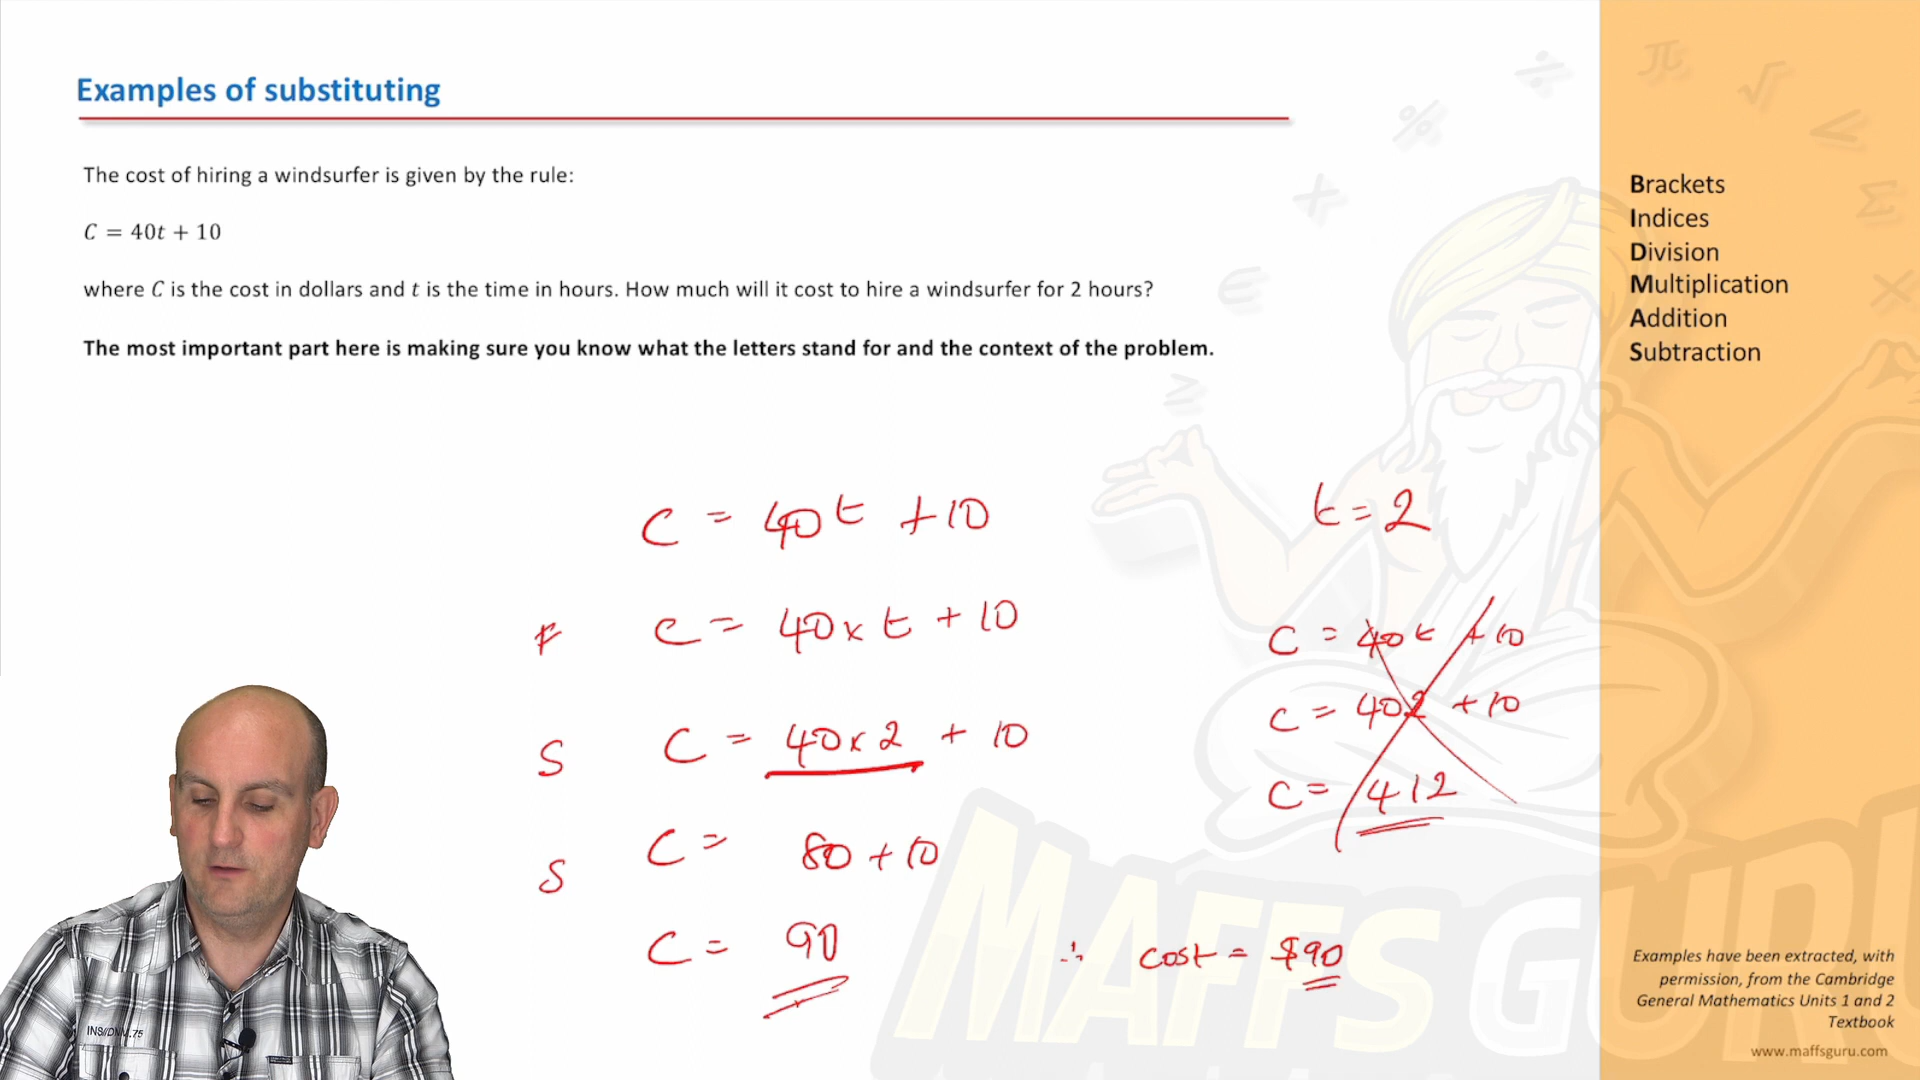 Examples of substituting
The cost of hiring a windsurfer is given by the rule:
C = 40t + 10
where C is the cost in dollars and t is the time in hours. How much will it cost to hire a windsurfer for 2 hours?
The most important part here is making sure you know what the letters stand for and the context of the problem.
C = 40t + 10
t = 2
F C = 40 x t + 10
S C = 40 x 2 + 10
S C = 80 + 10
C = 90
∴ cost = $90
C = 40t + 10
C = 402 + 10
C = 412
Brackets
Indices
Division
Multiplication
Addition
Subtraction
MAFFS GURU
Examples have been extracted, with
permission, from the Cambridge
General Mathematics Units 1 and 2
Textbook
www.maffsguru.com